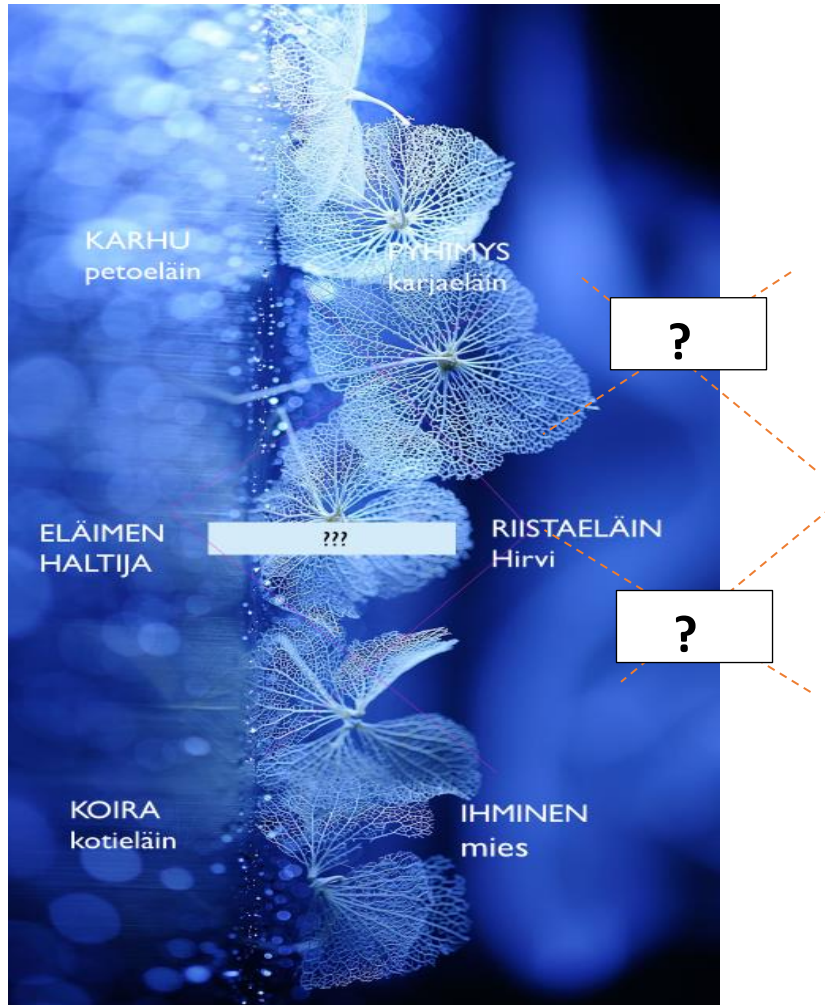 KARHU
petoeläin
PYHIMYS
karjaeläin
?
ELÄIMEN
HALTIJA
???
RIISTAELÄIN
Hirvi
?
KOIRA
kotieläin
IHMINEN
mies